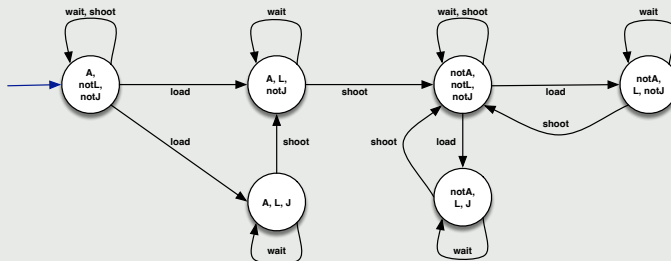 wait, shoot
wait
wait, shoot
wait
A,
notL,
notJ
load
A, L,
notJ
shoot
notA,
notL,
notJ
load
notA,
L, notJ
load
shoot
shoot
load
shoot
A, L, J
notA,
L, J
wait
wait